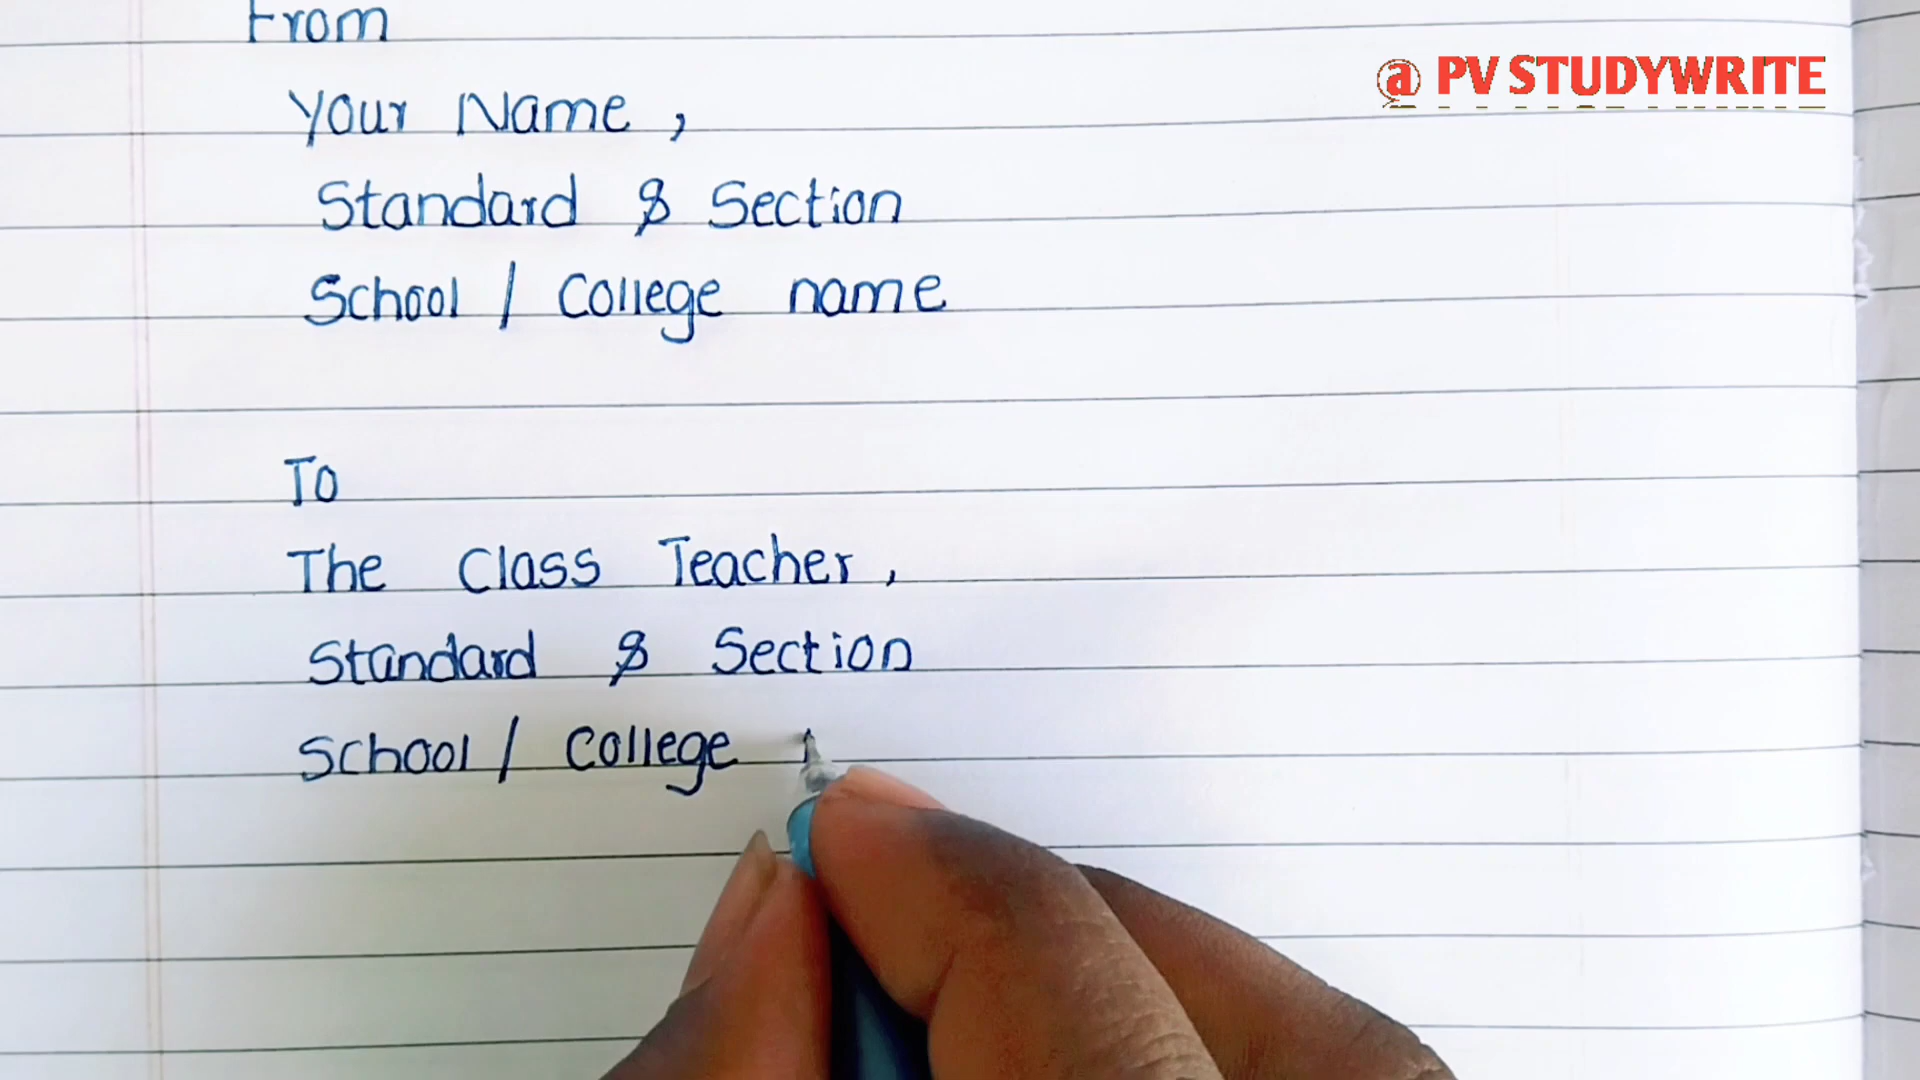 From
@ PV STUDYWRITE
Your Name ,
Standard & Section
School / College name
To
The Class Teacher ,
Standard & Section
School / College